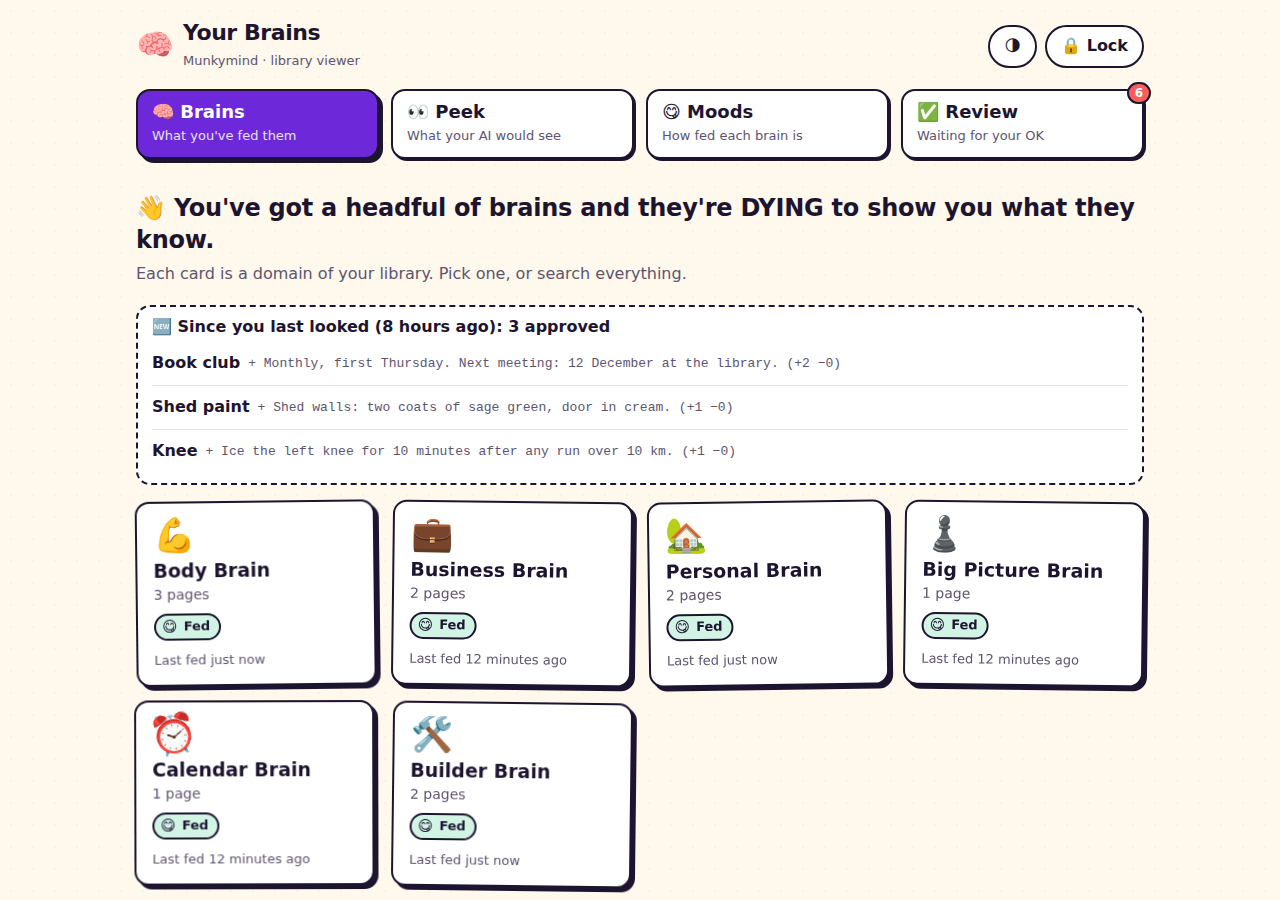 Your Brains
Munkymind · library viewer
Lock
Brains
What you've fed them
Peek
What your AI would see
Moods
How fed each brain is
Review
Waiting for your OK
6
You've got a headful of brains and they're DYING to show you what they
know.
Each card is a domain of your library. Pick one, or search everything.
NEW Since you last looked (8 hours ago): 3 approved
Book club + Monthly, first Thursday. Next meeting: 12 December at the library. (+2 −0)
Shed paint + Shed walls: two coats of sage green, door in cream. (+1 −0)
Knee + Ice the left knee for 10 minutes after any run over 10 km. (+1 −0)
Body Brain
3 pages
Fed
Last fed just now
Business Brain
2 pages
Fed
Last fed 12 minutes ago
Personal Brain
2 pages
Fed
Last fed just now
Big Picture Brain
1 page
Fed
Last fed 12 minutes ago
Calendar Brain
1 page
Fed
Last fed 12 minutes ago
Builder Brain
2 pages
Fed
Last fed just now